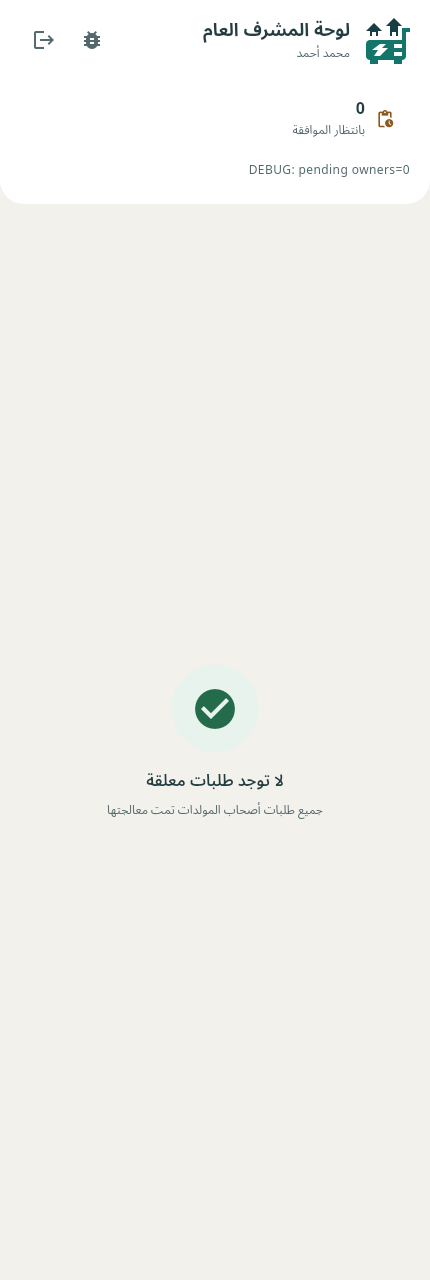 لوحة المشرف العام
محمد أحمد
0
بانتظار الموافقة
DEBUG: pending owners=0
لا توجد طلبات معلقة
جميع طلبات أصحاب المولدات تمت معالجتها